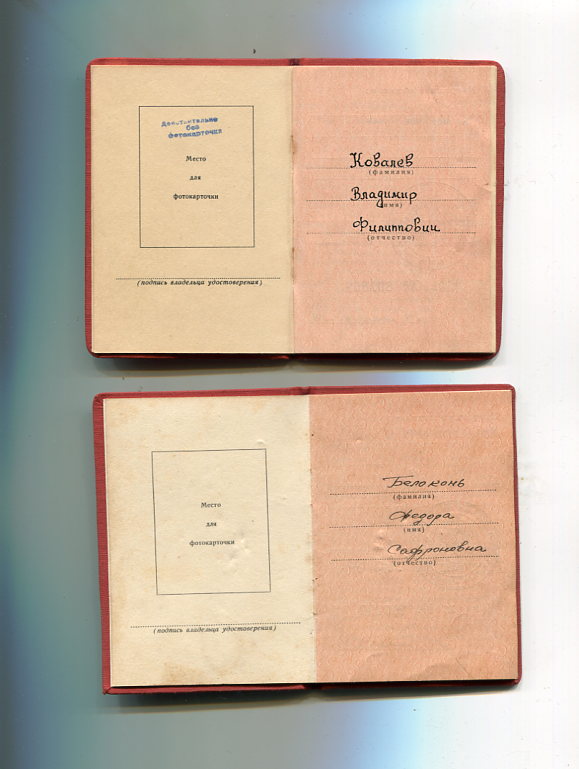 Действительно
без
фотокарточки
Место
для
фотокарточки
(подпись владельца удостоверения)
Ковалев
(фамилия)
Владимир
(имя)
Филиппович
(отчество)
Место
для
фотокарточки
(подпись владельца удостоверения)
Белоконь
(фамилия)
Федора
(имя)
Сафроновна
(отчество)